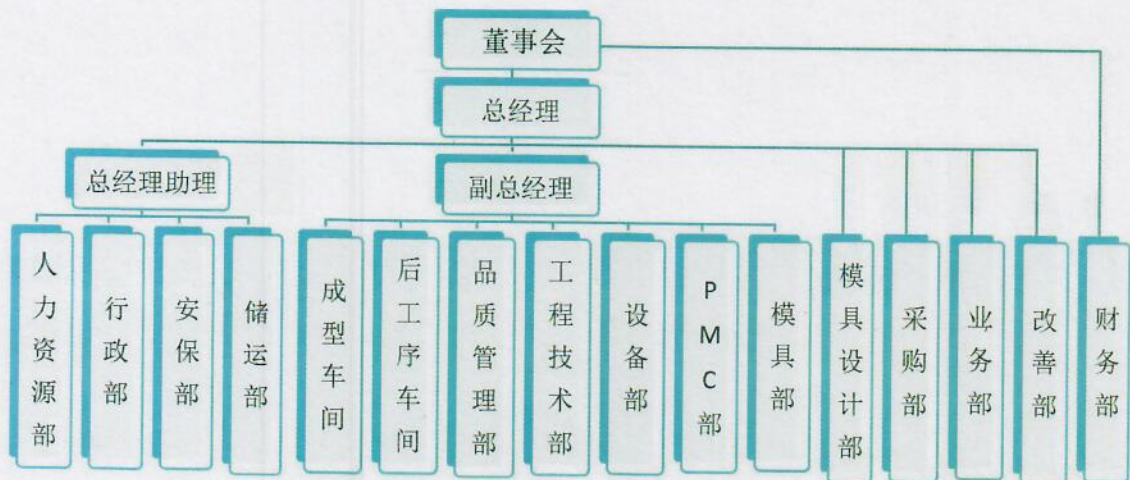 董事会
总经理
总经理助理
副总经理
人力资源部
行政部
安保部
储运部
成型车间
后工序车间
品质管理部
工程技术部
设备部
PMC部
模具部
模具设计部
采购部
业务部
改善部
财务部